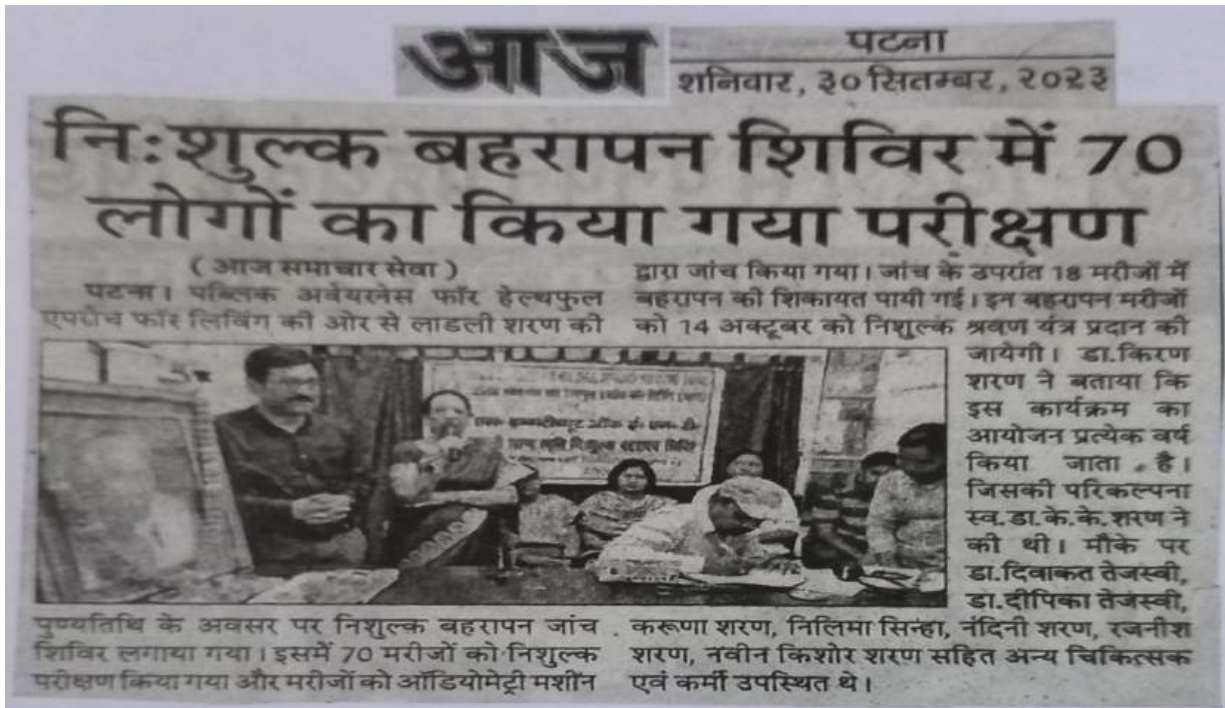 आज
पटना
शनिवार, ३० सितम्बर, २०२३
निःशुल्क बहरापन शिविर में 70
लोगों का किया गया परीक्षण
( आज समाचार सेवा )
पटना। पब्लिक अवेयरनेस फॉर हेल्थफुल
एपरोच फॉर लिविंग की ओर से लाडली शरण की
पुण्यतिथि के अवसर पर निशुल्क बहरापन जांच
शिविर लगाया गया। इसमें 70 मरीजों को निशुल्क
परीक्षण किया गया और मरीजों को ऑडियोमेट्री मशीन
द्वारा जांच किया गया। जांच के उपरांत 18 मरीजों में
बहरापन की शिकायत पायी गई। इन बहरापन मरीजों
को 14 अक्टूबर को निशुल्क श्रवण यंत्र प्रदान की
जायेगी। डा.किरण
शरण ने बताया कि
इस कार्यक्रम का
आयोजन प्रत्येक वर्ष
किया जाता है।
जिसकी परिकल्पना
स्व.डा.के.के.शरण ने
की थी। मौके पर
डा.दिवाकत तेजस्वी,
डा.दीपिका तेजस्वी,
करूणा शरण, निलिमा सिन्हा, नंदिनी शरण, रजनीश
शरण, नवीन किशोर शरण सहित अन्य चिकित्सक
एवं कर्मी उपस्थित थे।